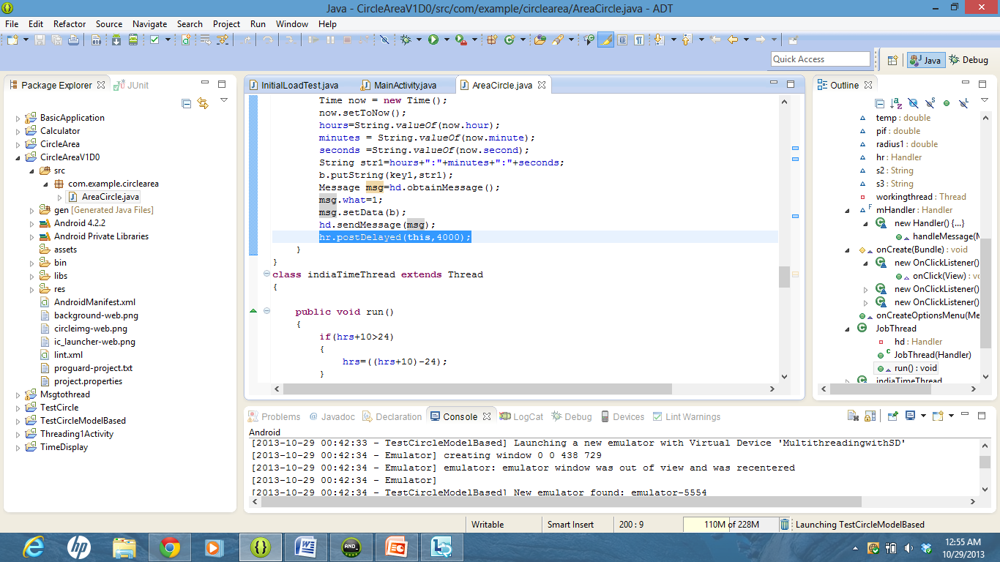 Java - CircleAreaV1D0/src/com/example/circlearea/AreaCircle.java - ADT
File Edit Refactor Source Navigate Search Project Run Window Help
Quick Access
Java Debug
Package Explorer JUnit
BasicApplication
Calculator
CircleArea
CircleAreaV1D0
src
com.example.circlearea
AreaCircle.java
gen [Generated Java Files]
Android 4.2.2
Android Private Libraries
assets
bin
libs
res
AndroidManifest.xml
background-web.png
circleimg-web.png
ic_launcher-web.png
lint.xml
proguard-project.txt
project.properties
Msgtothread
TestCircle
TestCircleModelBased
Threading1Activity
TimeDisplay
InitialLoadTest.java MainActivity.java AreaCircle.java
Time now = new Time();
now.setToNow();
hours=String.valueOf(now.hour);
minutes = String.valueOf(now.minute);
seconds =String.valueOf(now.second);
String str1=hours+":"+minutes+":"+seconds;
b.putString(key1,str1);
Message msg=hd.obtainMessage();
msg.what=1;
msg.setData(b);
hd.sendMessage(msg);
hr.postDelayed(this,4000);
}
}
class indiaTimeThread extends Thread
{
public void run()
{
if(hrs+10>24)
{
hrs=((hrs+10)-24);
}
Outline
temp : double
pif : double
radius1 : double
hr : Handler
s2 : String
s3 : String
workingthread : Thread
mHandler : Handler
new Handler() {...}
handleMessage(M
onCreate(Bundle) : void
new OnClickListener()
onClick(View) : vo
new OnClickListener()
new OnClickListener()
onCreateOptionsMenu(Me
JobThread
hd : Handler
JobThread(Handler)
run() : void
indiaTimeThread
Problems Javadoc Declaration Console LogCat Debug Devices Lint Warnings
Android
[2013-10-29 00:42:33 - TestCircleModelBased] Launching a new emulator with Virtual Device 'MultithreadingwithSD'
[2013-10-29 00:42:34 - Emulator] creating window 0 0 438 729
[2013-10-29 00:42:34 - Emulator] emulator: emulator window was out of view and was recentered
[2013-10-29 00:42:34 - Emulator]
[2013-10-29 00:42:34 - TestCircleModelBased] New emulator found: emulator-5554
Writable Smart Insert 200 : 9 110M of 228M Launching TestCircleModelBased
12:55 AM
10/29/2013